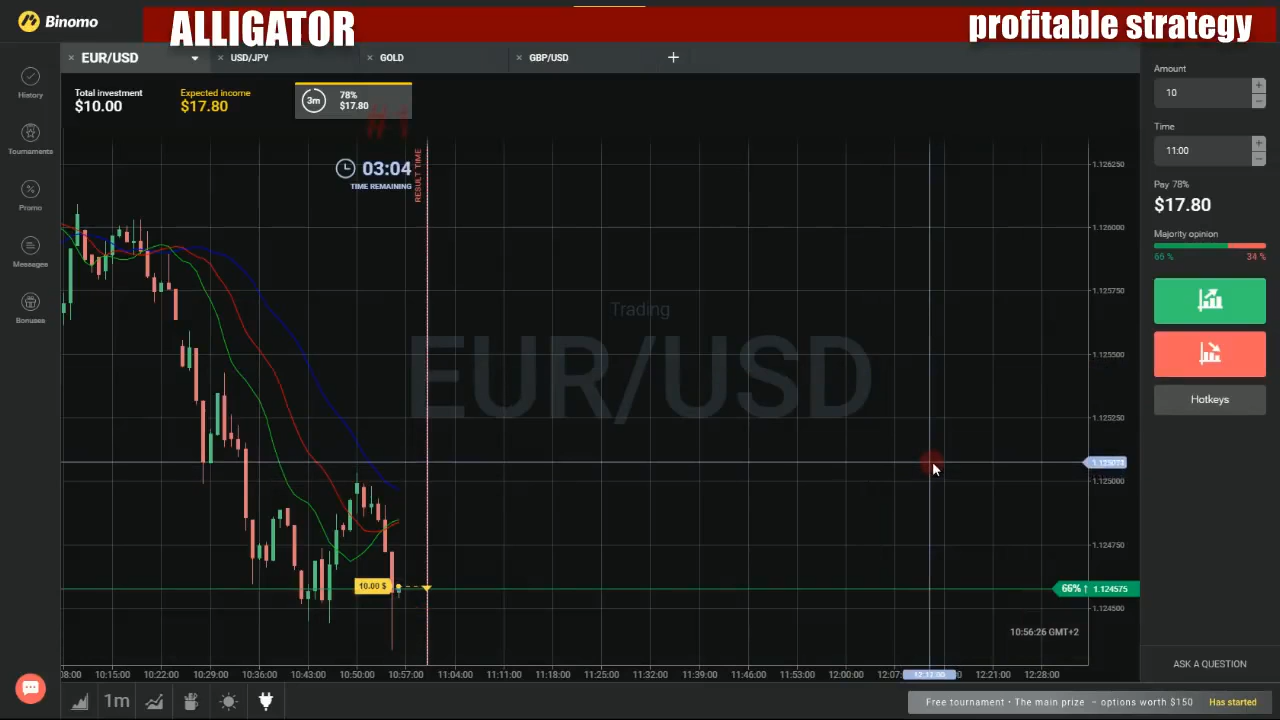 Binomo
ALLIGATOR
profitable strategy
EUR/USD
USD/JPY
GOLD
GBP/USD
Total investment
$10.00
Expected income
$17.80
3m
78%
$17.80
# 1
03:04
TIME REMAINING
RESULT TIME
History
Tournaments
Promo
Messages
Bonuses
Trading
EUR/USD
1.126250
1.126000
1.125750
1.125500
1.125250
1.125000
1.124750
1.124500
10.00 $
66% ↑ 1.124575
10:56:26 GMT+2
:08:00 10:15:00 10:22:00 10:29:00 10:36:00 10:43:00 10:50:00 10:57:00 11:04:00 11:11:00 11:18:00 11:25:00 11:32:00 11:39:00 11:46:00 11:53:00 12:00:00 12:07: 12:21:00 12:28:00
Amount
10
+
−
Time
11:00
+
−
Pay 78%
$17.80
Majority opinion
66 % 34 %
Hotkeys
ASK A QUESTION
1m
Free tournament · The main prize – options worth $150 Has started